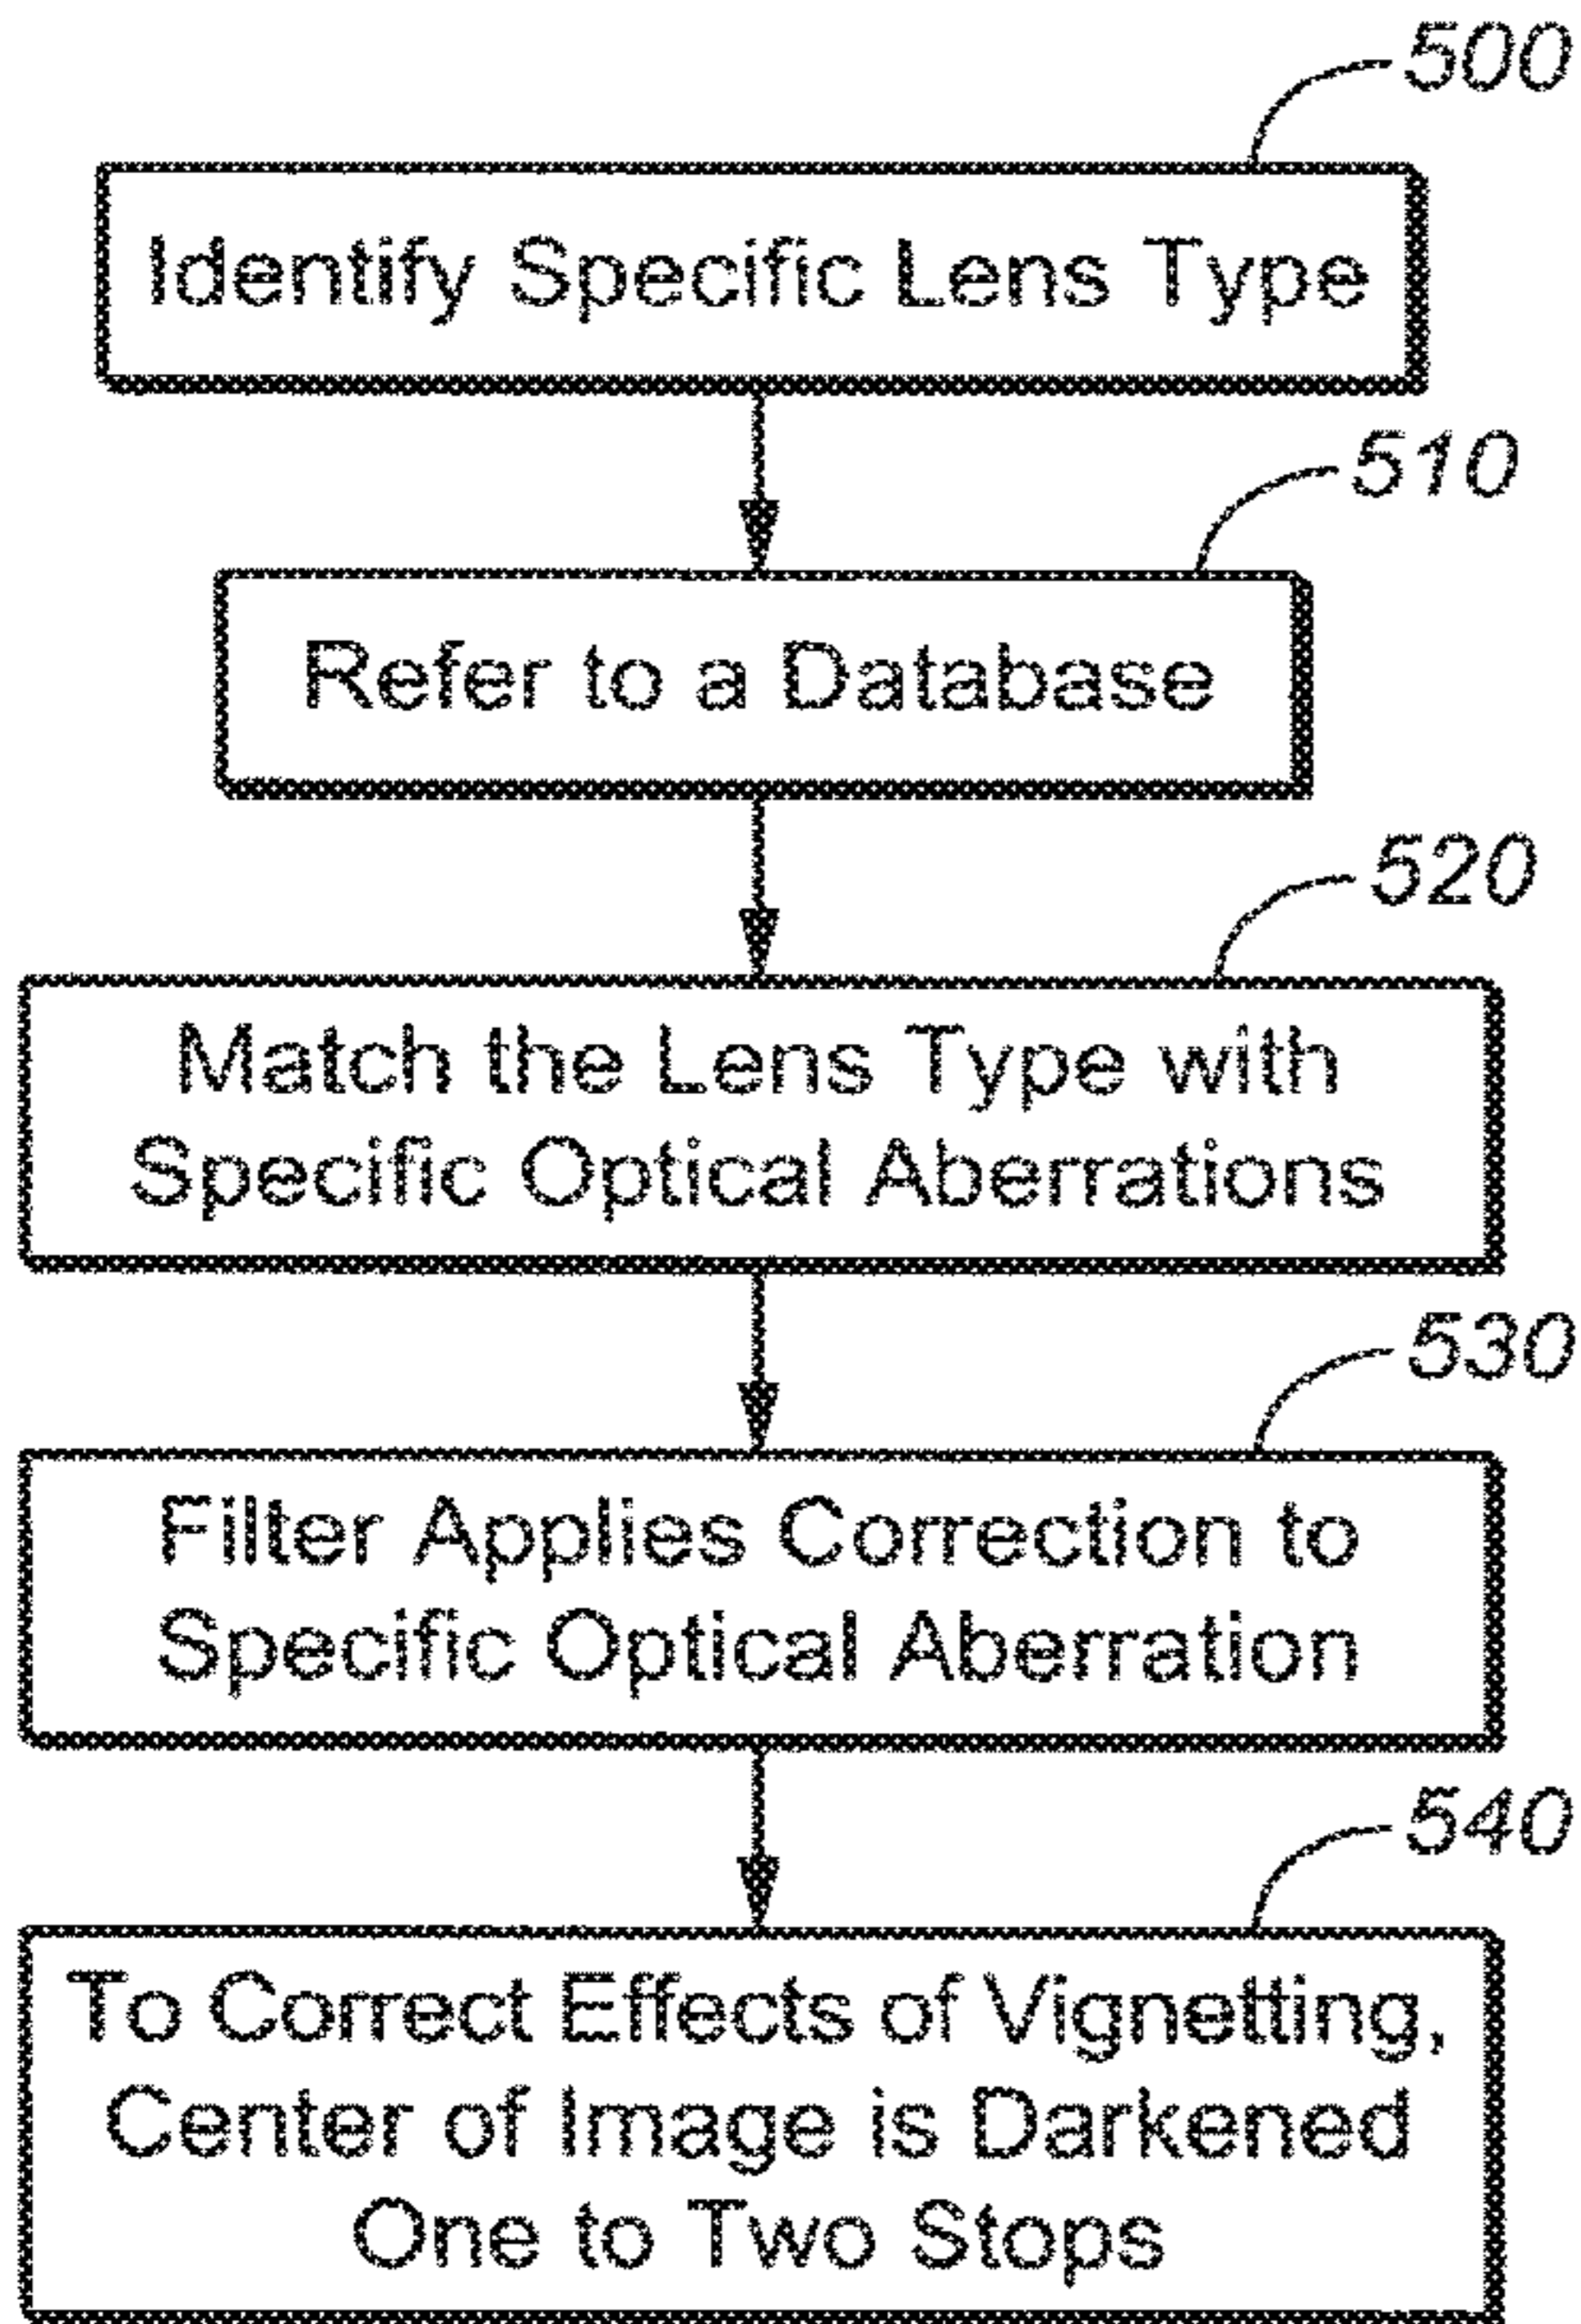 500
Identify Specific Lens Type
510
Refer to a Database
520
Match the Lens Type with
Specific Optical Aberrations
530
Filter Applies Correction to
Specific Optical Aberration
540
To Correct Effects of Vignetting,
Center of Image is Darkened
One to Two Stops